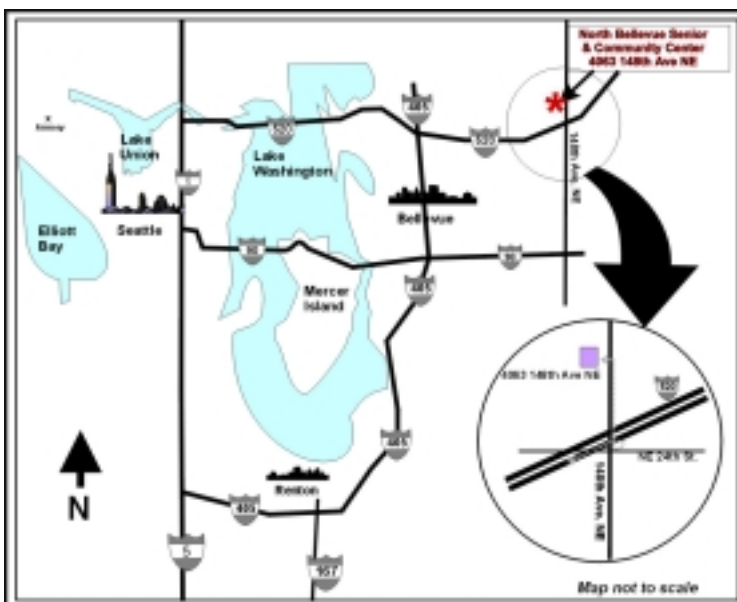 North Bellevue Senior
& Community Center
4063 148th Ave NE
405
520
520
Lake
Union
Lake
Washington
148th Ave, NE
5
Elliott
Bay
Seattle
Bellevue
90
90
Mercer
Island
405
4063 148th Ave NE
520
NE 24th St.
148th Ave, NE
405
Renton
405
N
5
167
Map not to scale